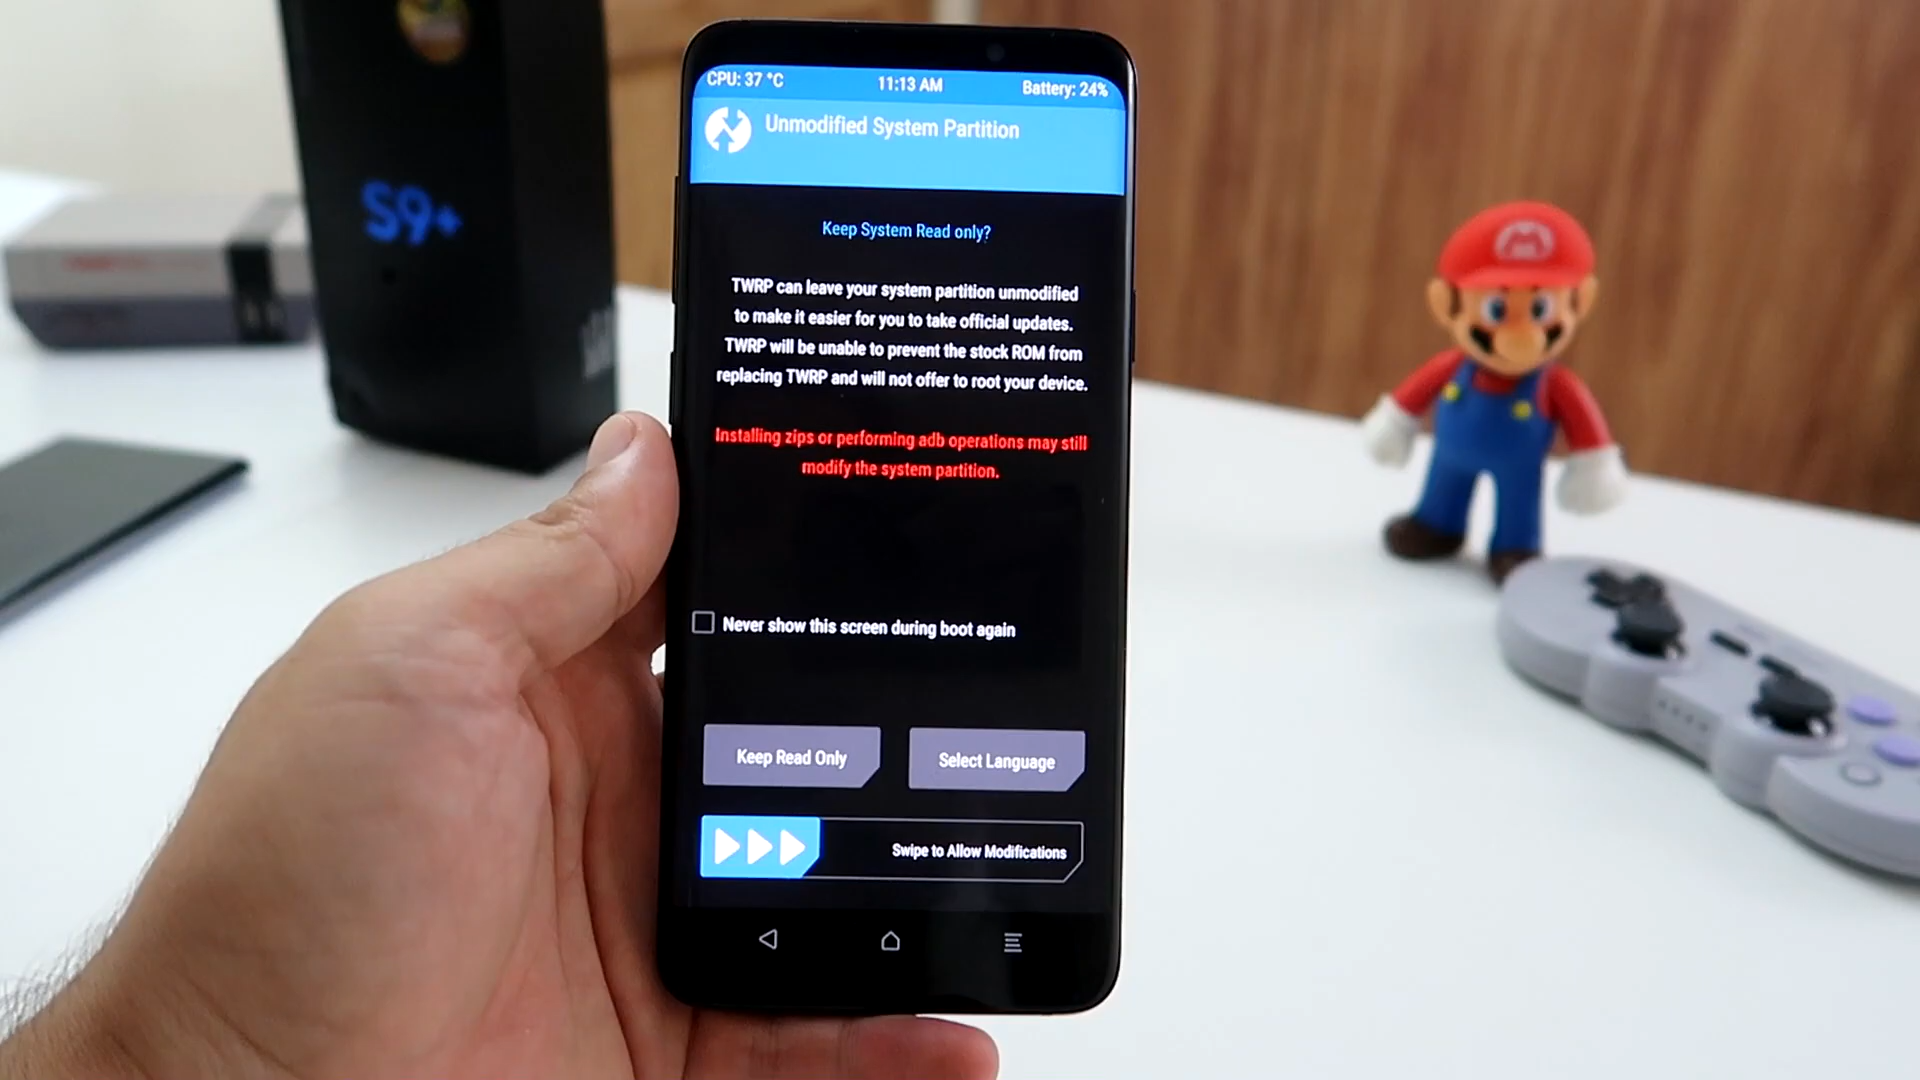 CPU: 37 °C 11:13 AM Battery: 24%
Unmodified System Partition
S9+
Keep System Read only?
TWRP can leave your system partition unmodified
to make it easier for you to take official updates.
TWRP will be unable to prevent the stock ROM from
replacing TWRP and will not offer to root your device.
Installing zips or performing adb operations may still
modify the system partition.
Never show this screen during boot again
Keep Read Only
Select Language
Swipe to Allow Modifications